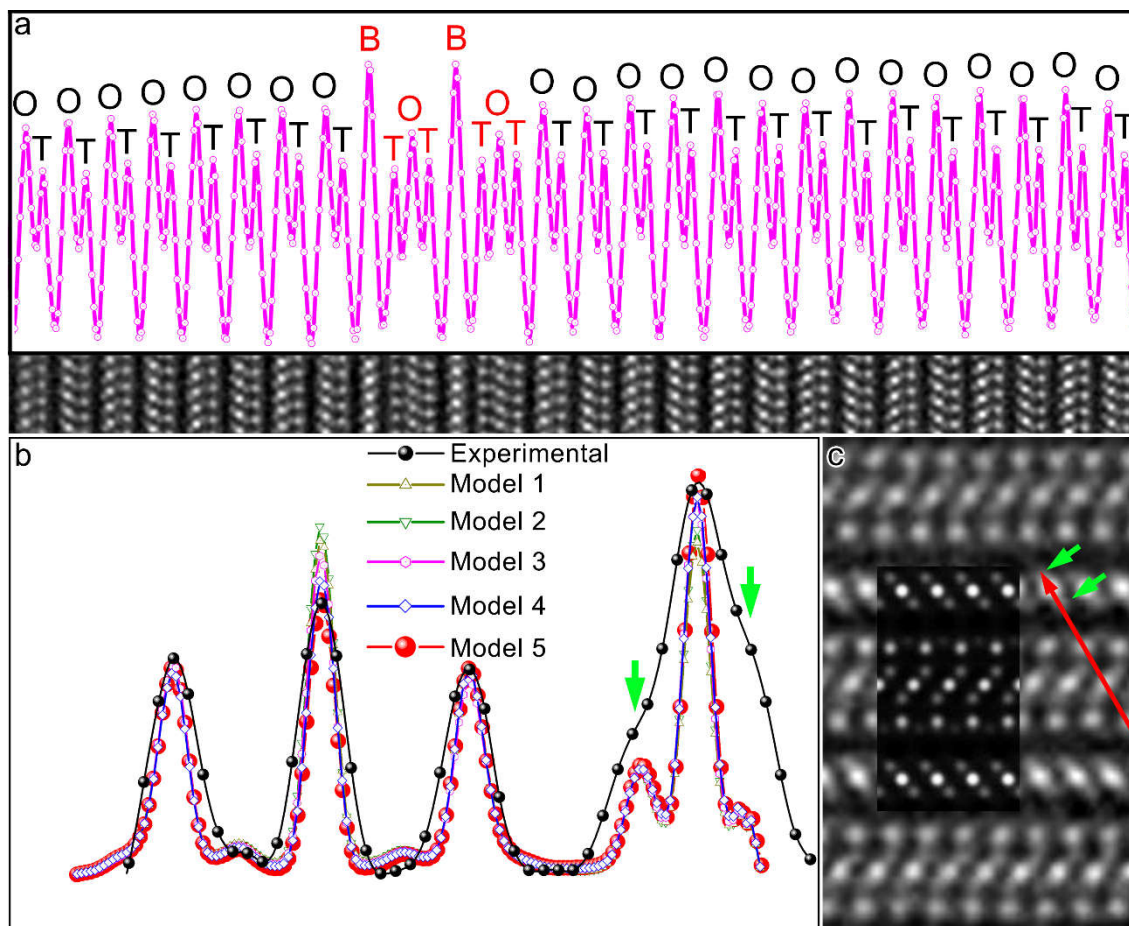 a
B B
O O O O O O O O O O O O O O O O O O O O O O O O
T T T T T T T T T T T T T T T T T T T T T T T T T
b
Experimental
Model 1
Model 2
Model 3
Model 4
Model 5
c